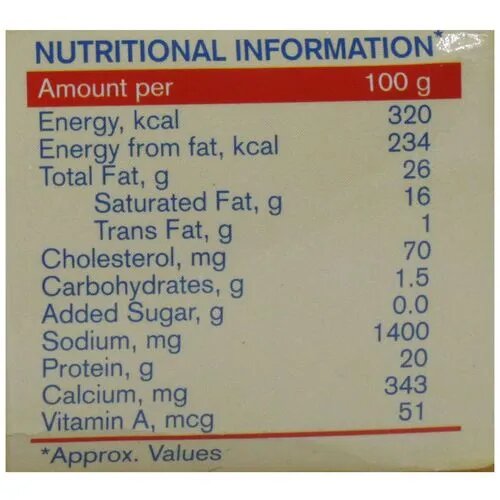 NUTRITIONAL INFORMATION*
Amount per 100 g
Energy, kcal 320
Energy from fat, kcal 234
Total Fat, g 26
Saturated Fat, g 16
Trans Fat, g 1
Cholesterol, mg 70
Carbohydrates, g 1.5
Added Sugar, g 0.0
Sodium, mg 1400
Protein, g 20
Calcium, mg 343
Vitamin A, mcg 51
*Approx. Values